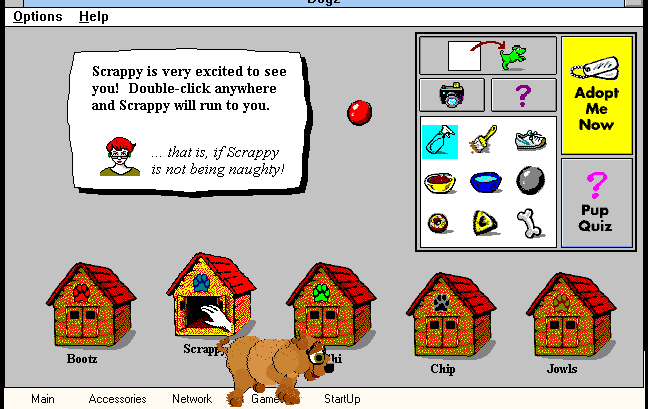 Dogz
Options Help
Scrappy is very excited to see
you! Double-click anywhere
and Scrappy will run to you.
... that is, if Scrappy
is not being naughty!
?
Adopt
Me
Now
?
Pup
Quiz
Bootz
Scrappy
Chip
Jowls
Main Accessories Network Games StartUp